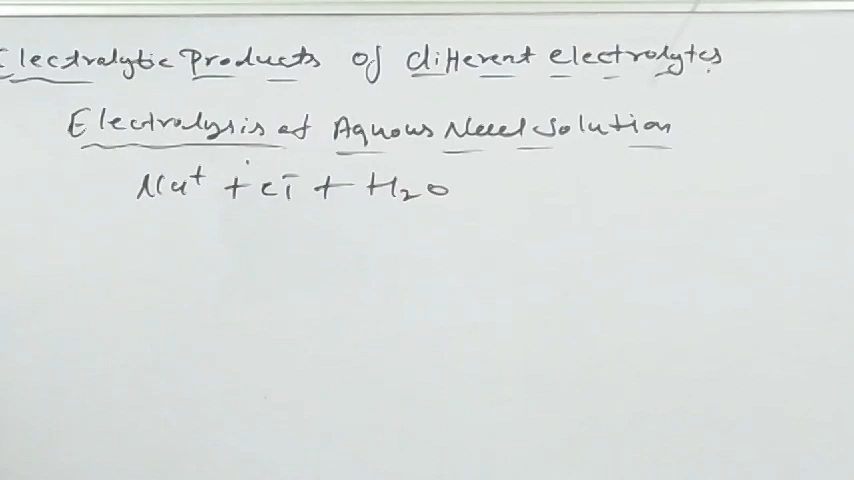 Electrolytic Products of different electrolytes
Electrolysis of Aquous NaCl Solution
Na⁺ + Cl⁻ + H₂O